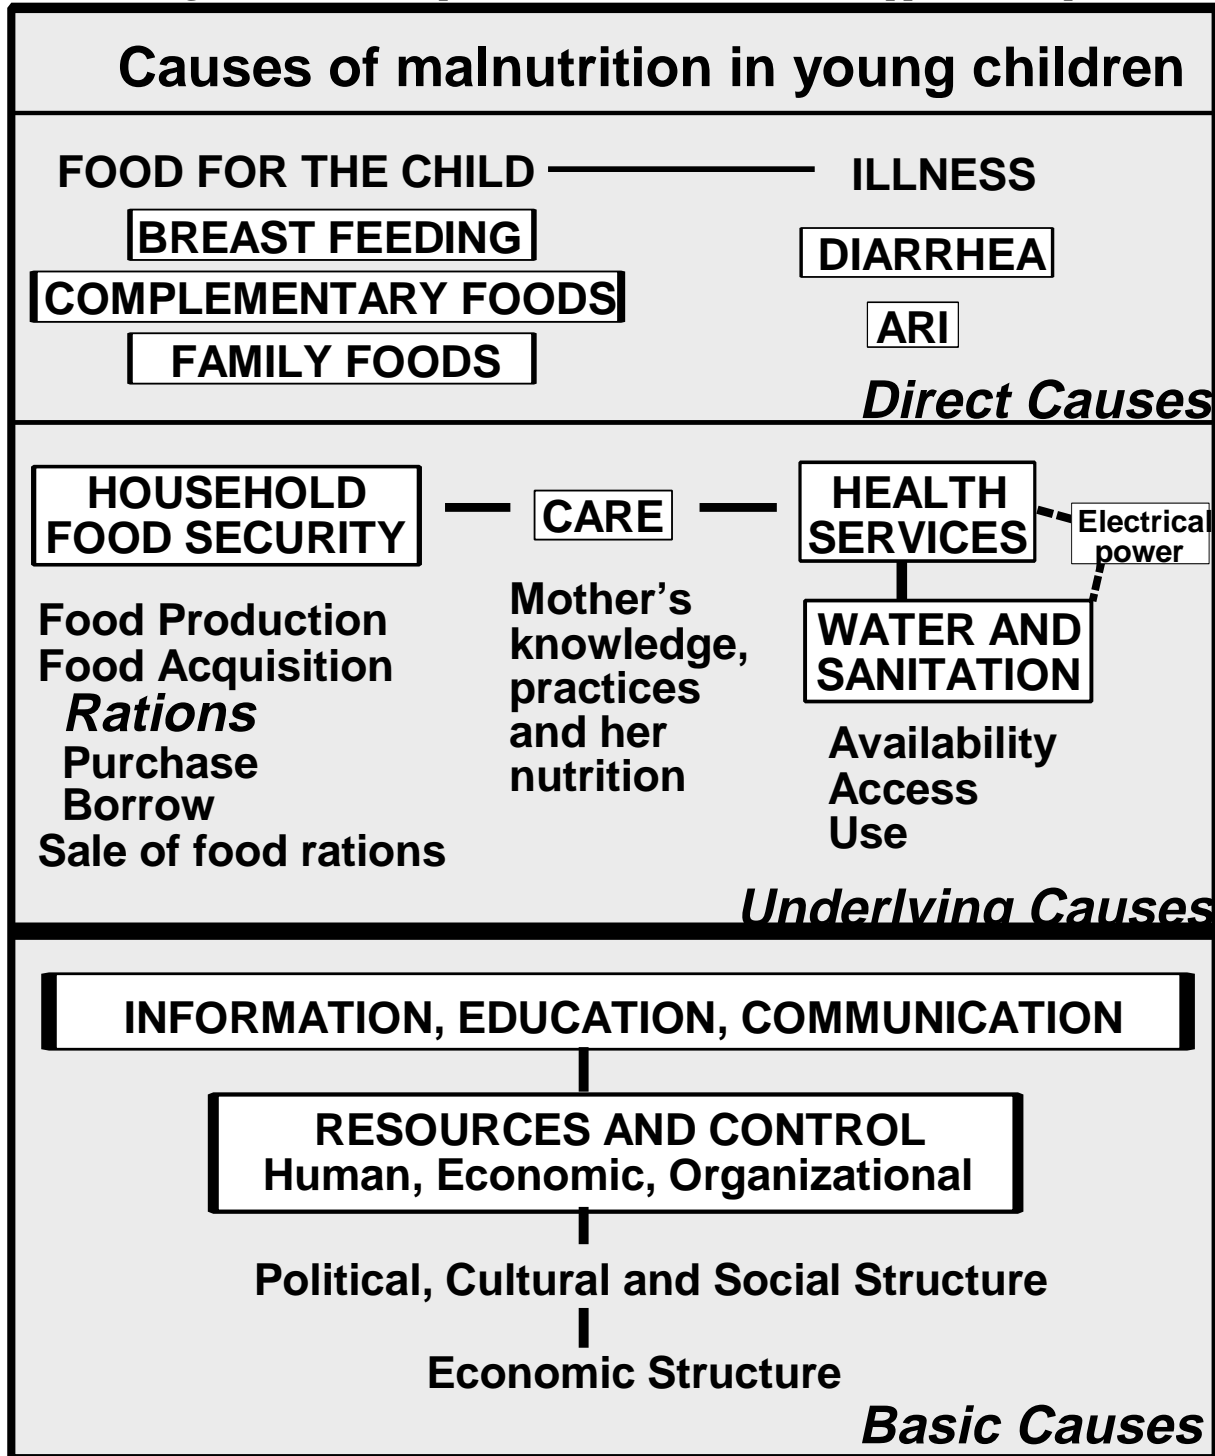 Causes of malnutrition in young children
FOOD FOR THE CHILD
BREAST FEEDING
COMPLEMENTARY FOODS
FAMILY FOODS
ILLNESS
DIARRHEA
ARI
Direct Causes
HOUSEHOLD
FOOD SECURITY
Food Production
Food Acquisition
Rations
Purchase
Borrow
Sale of food rations
CARE
Mother's
knowledge,
practices
and her
nutrition
HEALTH
SERVICES
Electrical
power
WATER AND
SANITATION
Availability
Access
Use
Underlying Causes
INFORMATION, EDUCATION, COMMUNICATION
RESOURCES AND CONTROL
Human, Economic, Organizational
Political, Cultural and Social Structure
Economic Structure
Basic Causes